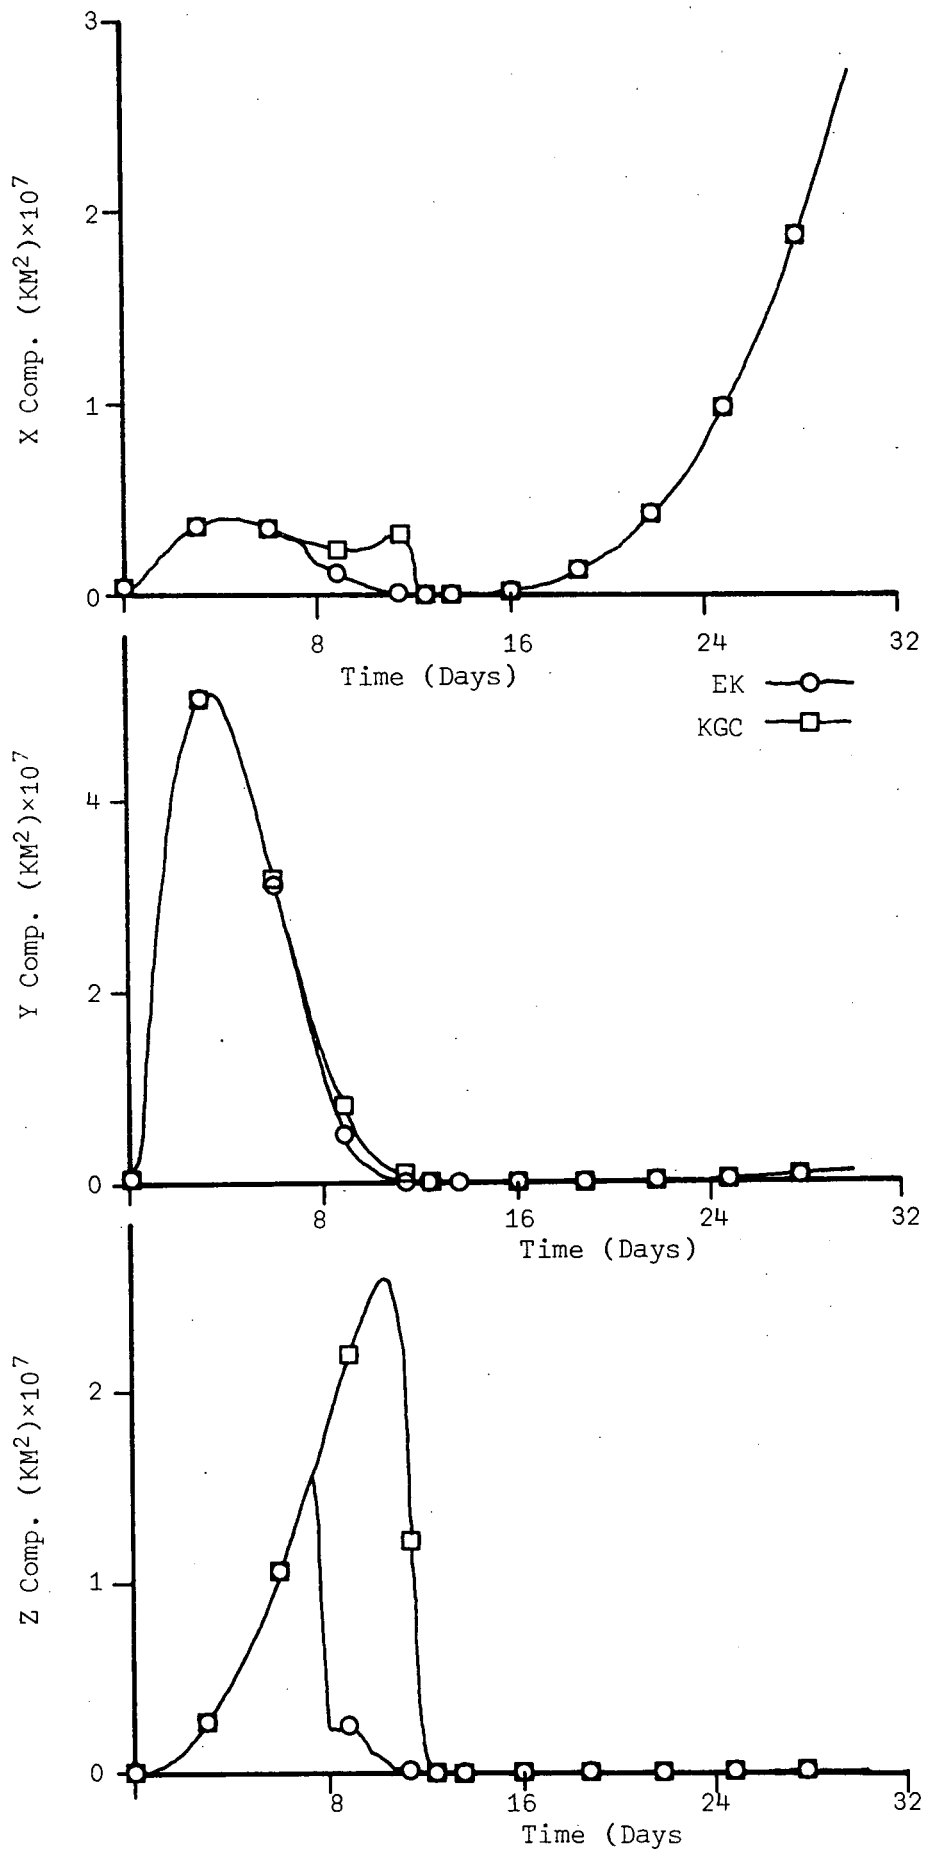 3
2
1
0
X Comp. (KM²)×10⁷
8
16
24
32
Time (Days)
EK
KGC
4
2
0
Y Comp. (KM²)×10⁷
8
16
24
32
Time (Days)
2
1
0
Z Comp. (KM²)×10⁷
8
16
24
32
Time (Days